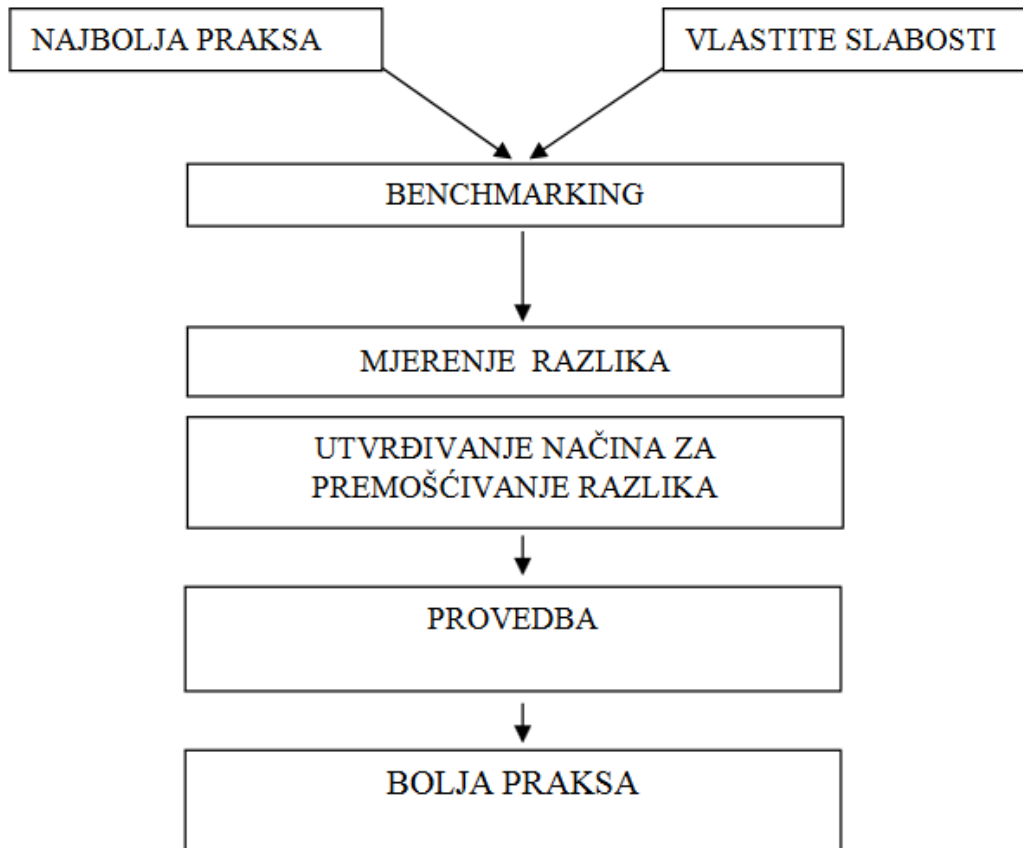 NAJBOLJA PRAKSA
VLASTITE SLABOSTI
BENCHMARKING
MJERENJE RAZLIKA
UTVRĐIVANJE NAČINA ZA
PREMOŠĆIVANJE RAZLIKA
PROVEDBA
BOLJA PRAKSA